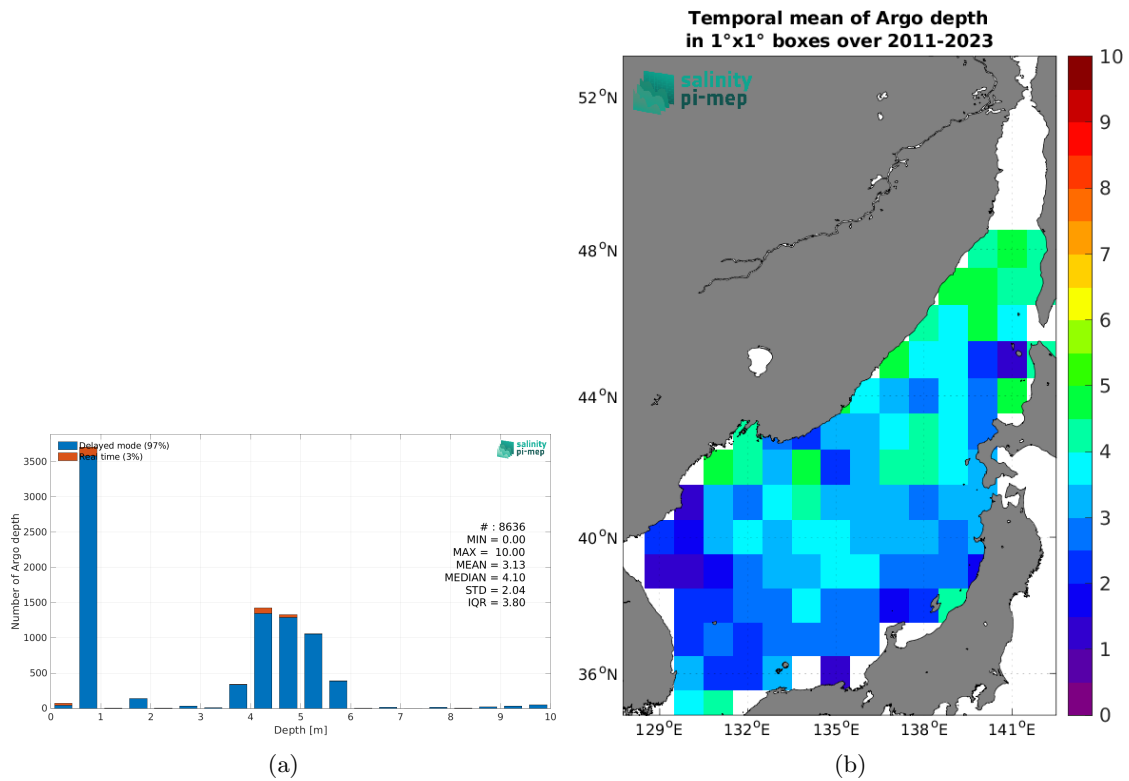 Delayed mode (97%)
Real time (3%)
salinity
pi-mep
# : 8636
MIN = 0.00
MAX = 10.00
MEAN = 3.13
MEDIAN = 4.10
STD = 2.04
IQR = 3.80
Number of Argo depth
3500
3000
2500
2000
1500
1000
500
0
0 1 2 3 4 5 6 7 8 9 10
Depth [m]
(a)
Temporal mean of Argo depth
in 1°x1° boxes over 2011-2023
salinity
pi-mep
52°N
48°N
44°N
40°N
36°N
129°E 132°E 135°E 138°E 141°E
10
9
8
7
6
5
4
3
2
1
0
(b)